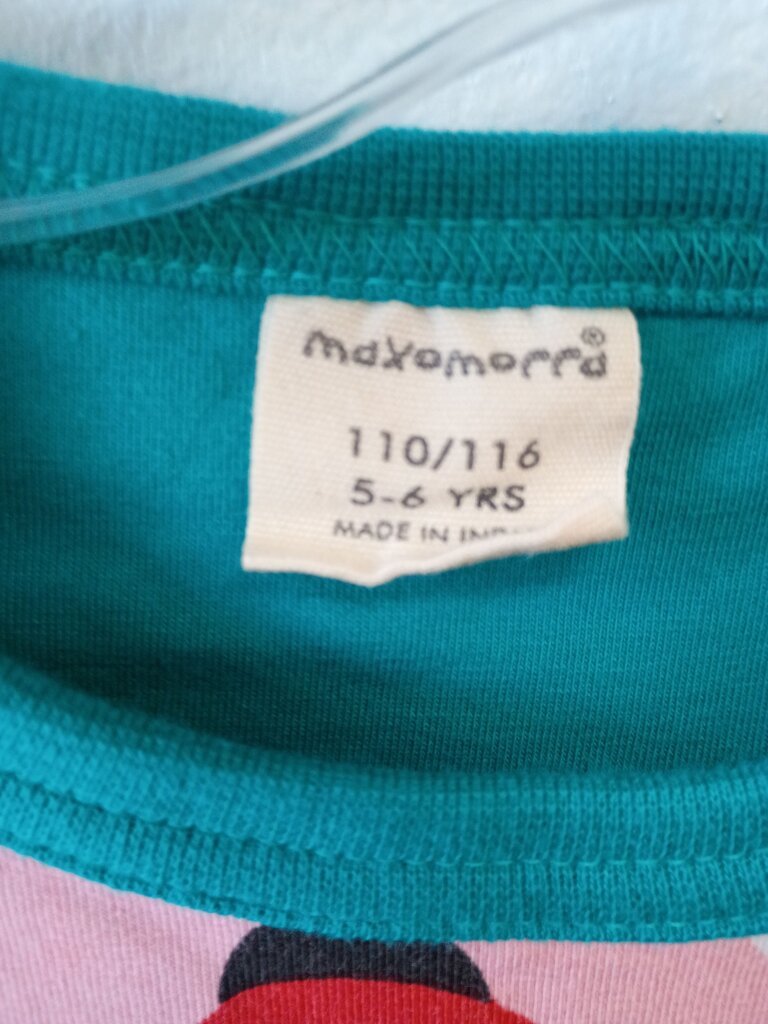 maxomorra®
110/116
5-6 YRS
MADE IN